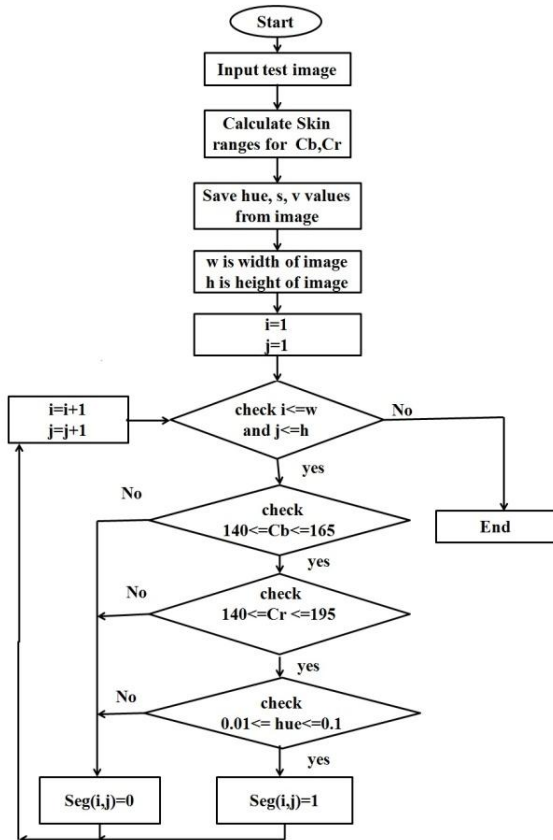 Start
Input test image
Calculate Skin
ranges for Cb,Cr
Save hue, s, v values
from image
w is width of image
h is height of image
i=1
j=1
i=i+1
j=j+1
check i<=w
and j<=h
No
yes
No
check
140<=Cb<=165
End
yes
No
check
140<=Cr <=195
yes
No
check
0.01<= hue<=0.1
yes
Seg(i,j)=0
Seg(i,j)=1